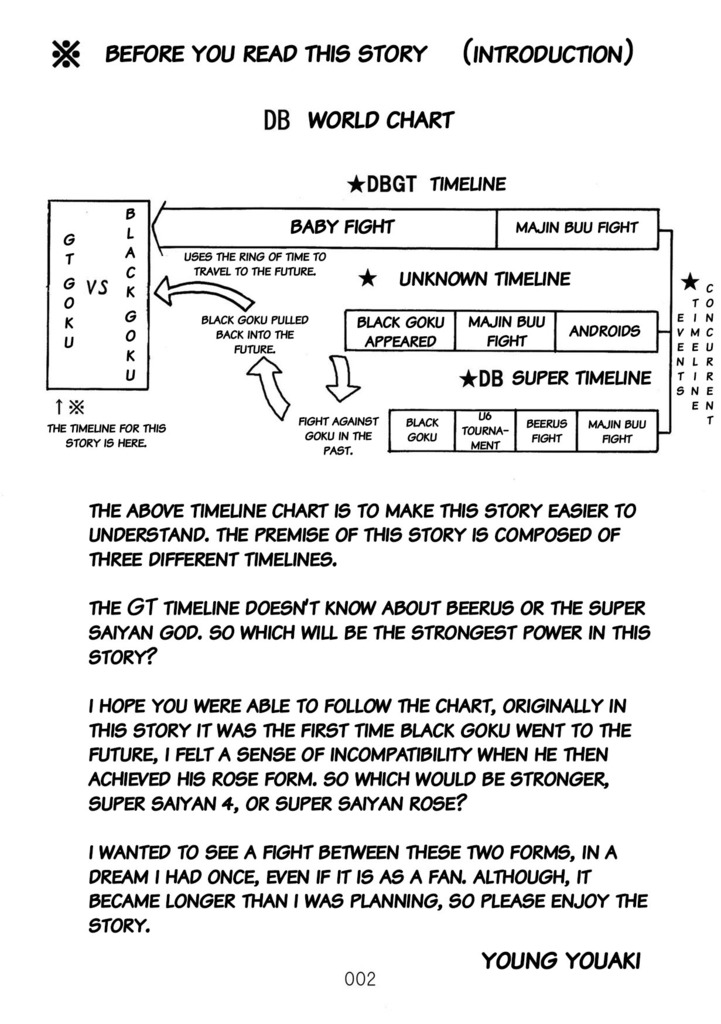 ※ BEFORE YOU READ THIS STORY (INTRODUCTION)
DB WORLD CHART
★DBGT TIMELINE
GT GOKU
VS
BLACK GOKU
BABY FIGHT
MAJIN BUU FIGHT
USES THE RING OF TIME TO
TRAVEL TO THE FUTURE.
★ UNKNOWN TIMELINE
BLACK GOKU PULLED
BACK INTO THE
FUTURE.
BLACK GOKU
APPEARED
MAJIN BUU
FIGHT
ANDROIDS
★ CONCURRENT
TIMELINE
EVENTS
★DB SUPER TIMELINE
↑※
THE TIMELINE FOR THIS
STORY IS HERE.
FIGHT AGAINST
GOKU IN THE
PAST.
BLACK
GOKU
U6
TOURNA-
MENT
BEERUS
FIGHT
MAJIN BUU
FIGHT
THE ABOVE TIMELINE CHART IS TO MAKE THIS STORY EASIER TO
UNDERSTAND. THE PREMISE OF THIS STORY IS COMPOSED OF
THREE DIFFERENT TIMELINES.
THE GT TIMELINE DOESN'T KNOW ABOUT BEERUS OR THE SUPER
SAIYAN GOD. SO WHICH WILL BE THE STRONGEST POWER IN THIS
STORY?
I HOPE YOU WERE ABLE TO FOLLOW THE CHART, ORIGINALLY IN
THIS STORY IT WAS THE FIRST TIME BLACK GOKU WENT TO THE
FUTURE, I FELT A SENSE OF INCOMPATIBILITY WHEN HE THEN
ACHIEVED HIS ROSE FORM. SO WHICH WOULD BE STRONGER,
SUPER SAIYAN 4, OR SUPER SAIYAN ROSE?
I WANTED TO SEE A FIGHT BETWEEN THESE TWO FORMS, IN A
DREAM I HAD ONCE, EVEN IF IT IS AS A FAN. ALTHOUGH, IT
BECAME LONGER THAN I WAS PLANNING, SO PLEASE ENJOY THE
STORY.
YOUNG YOUAKI
002